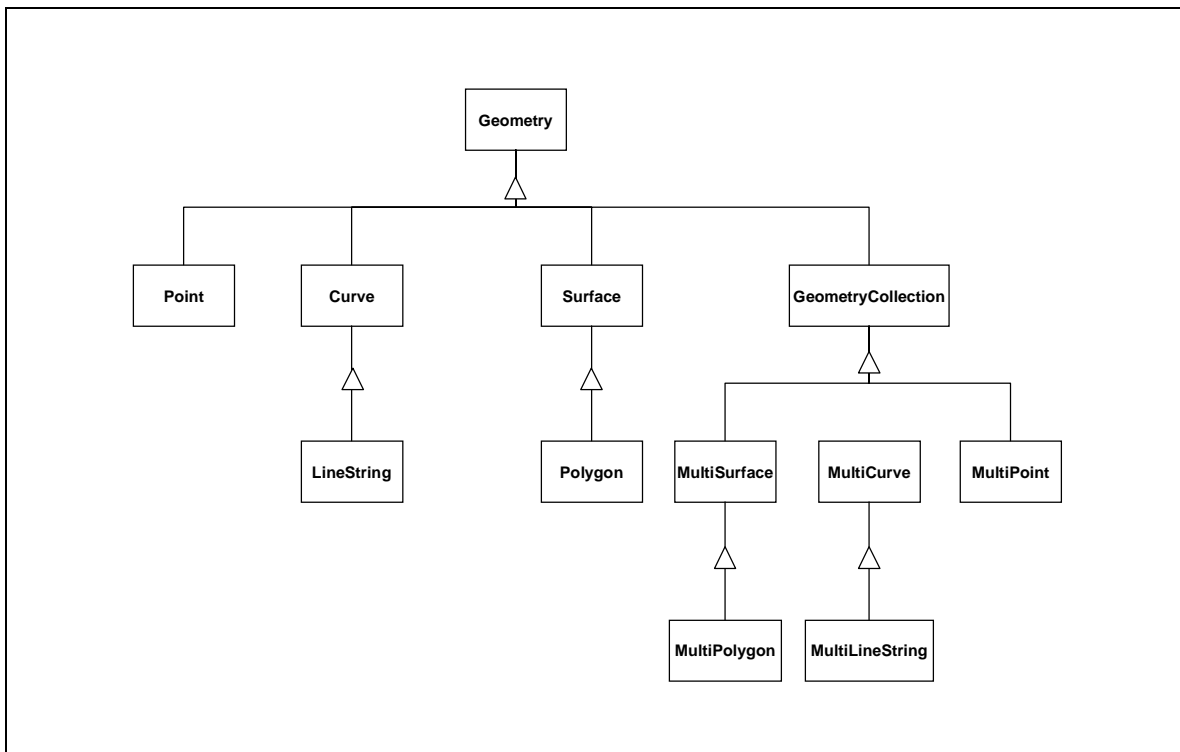 Geometry
Point
Curve
Surface
GeometryCollection
LineString
Polygon
MultiSurface
MultiCurve
MultiPoint
MultiPolygon
MultiLineString